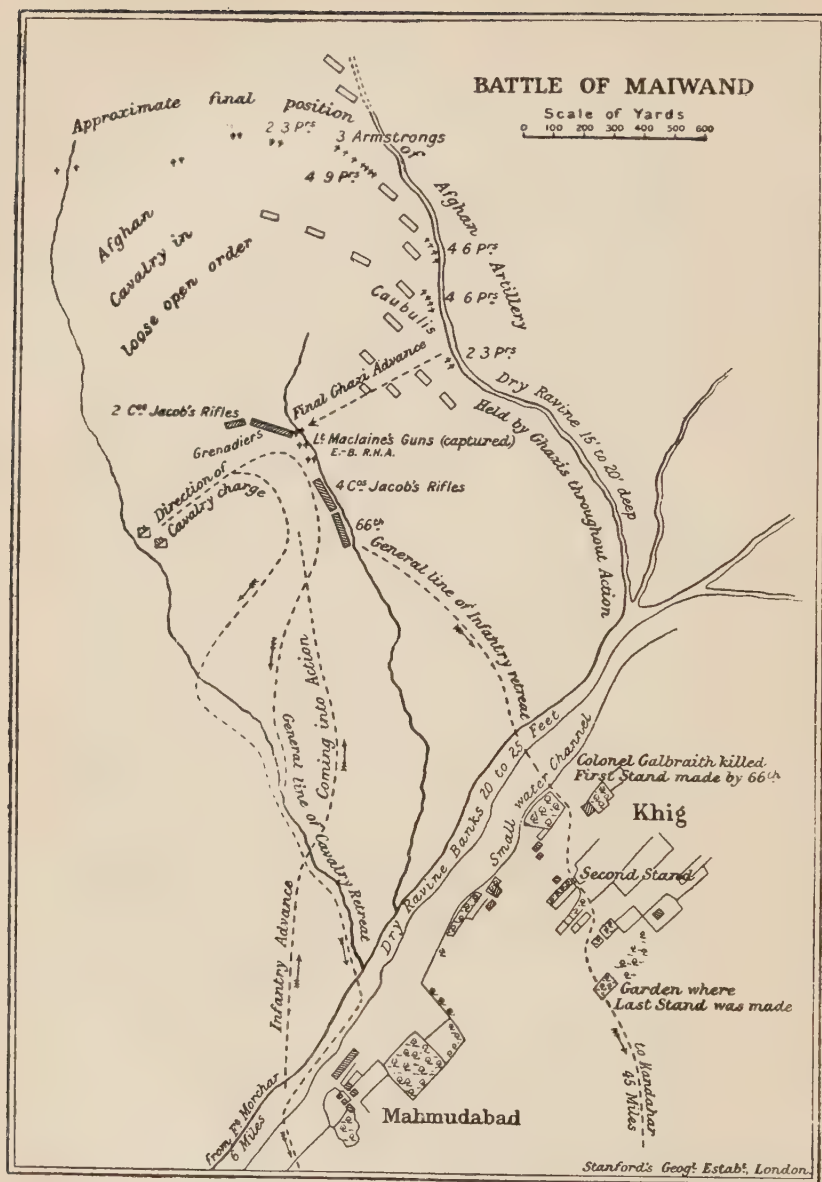 BATTLE OF MAIWAND
Scale of Yards
0 100 200 300 400 500 600
Approximate final position of Afghan Artillery
2 3 Prs
3 Armstrongs
4 9 Prs
Afghan
Cavalry in
loose open order
4 6 Prs
4 6 Prs
Caubulis
2 3 Prs
Final Ghazi Advance
Dry Ravine 15' to 20' deep
Held by Ghazis throughout Action
2 Cos Jacob's Rifles
Grenadiers
Lt Maclaine's Guns (captured)
E.-B. R.H.A.
4 Cos Jacob's Rifles
66th
Direction of
Cavalry charge
General line of Infantry retreat
Coming into Action
General line of Cavalry Retreat
Infantry Advance
Dry Ravine Banks 20 to 25 Feet
Small water Channel
Colonel Galbraith killed
First Stand made by 66th
Khig
Second Stand
Garden where
Last Stand was made
to Kandahar
45 Miles
from Ft Morchar
6 Miles
Mahmudabad
Stanford's Geogl Estabt, London.